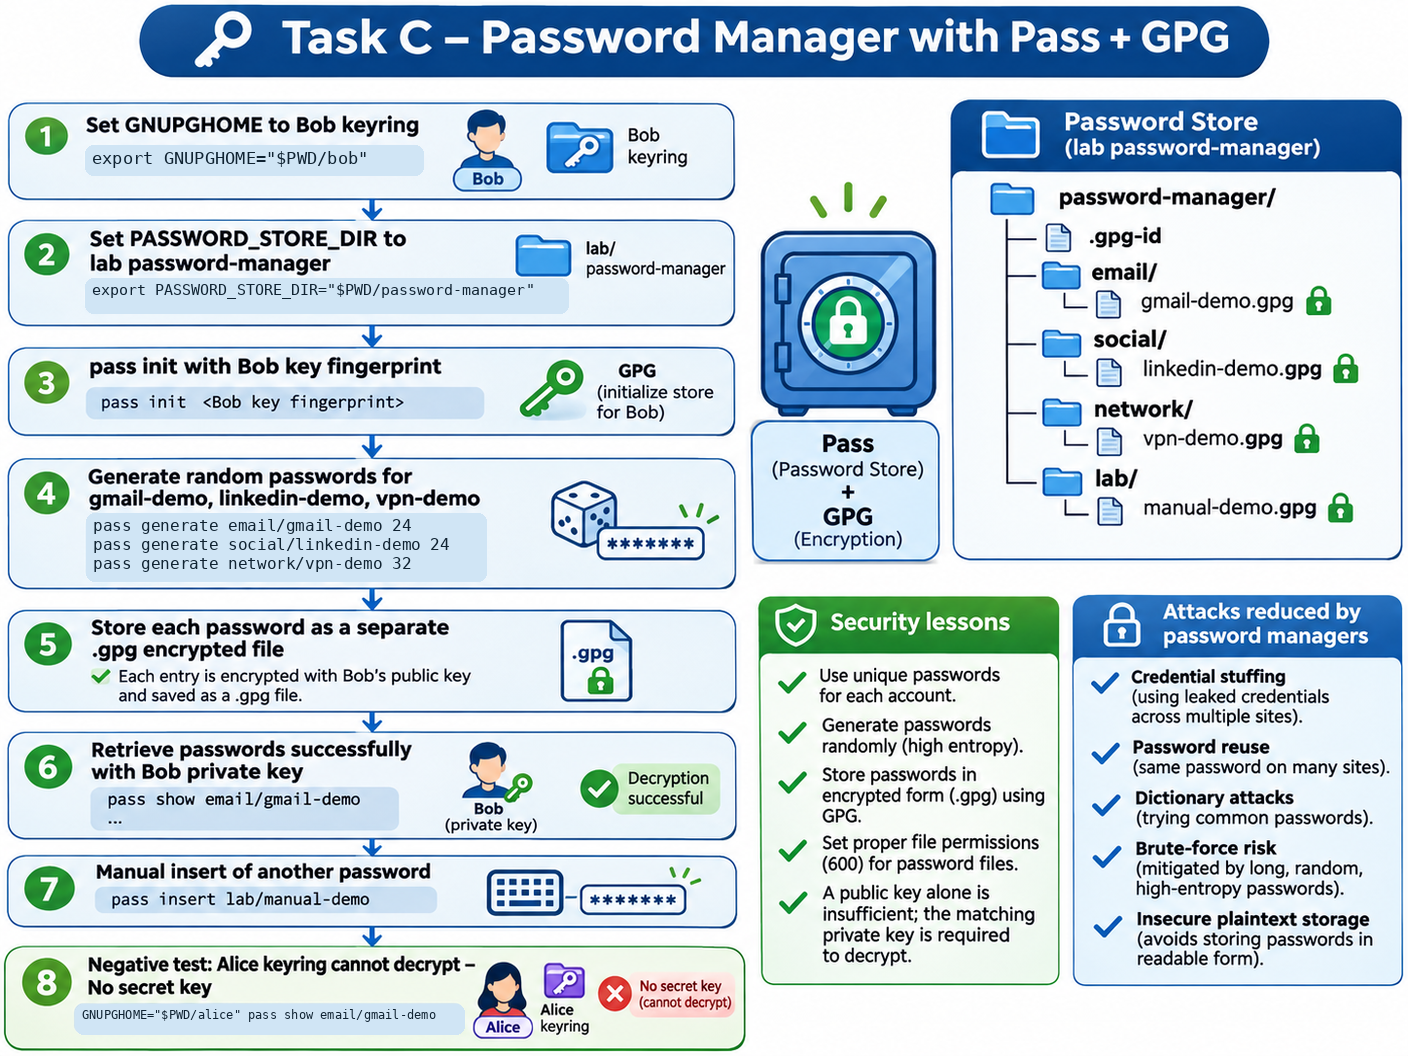 Task C – Password Manager with Pass + GPG
1
Set GNUPGHOME to Bob keyring
export GNUPGHOME="$PWD/bob"
Bob
Bob
keyring
2
Set PASSWORD_STORE_DIR to
lab password-manager
export PASSWORD_STORE_DIR="$PWD/password-manager"
lab/
password-manager
3
pass init with Bob key fingerprint
pass init <Bob key fingerprint>
GPG
(initialize store
for Bob)
4
Generate random passwords for
gmail-demo, linkedin-demo, vpn-demo
pass generate email/gmail-demo 24
pass generate social/linkedin-demo 24
pass generate network/vpn-demo 32
*******
5
Store each password as a separate
.gpg encrypted file
Each entry is encrypted with Bob's public key
and saved as a .gpg file.
.gpg
6
Retrieve passwords successfully
with Bob private key
pass show email/gmail-demo
...
Bob
(private key)
Decryption
successful
7
Manual insert of another password
pass insert lab/manual-demo
*******
8
Negative test: Alice keyring cannot decrypt –
No secret key
GNUPGHOME="$PWD/alice" pass show email/gmail-demo
Alice
Alice
keyring
No secret key
(cannot decrypt)
Pass
(Password Store)
+
GPG
(Encryption)
Password Store
(lab password-manager)
password-manager/
.gpg-id
email/
gmail-demo.gpg
social/
linkedin-demo.gpg
network/
vpn-demo.gpg
lab/
manual-demo.gpg
Security lessons
Use unique passwords
for each account.
Generate passwords
randomly (high entropy).
Store passwords in
encrypted form (.gpg) using
GPG.
Set proper file permissions
(600) for password files.
A public key alone is
insufficient; the matching
private key is required
to decrypt.
Attacks reduced by
password managers
Credential stuffing
(using leaked credentials
across multiple sites).
Password reuse
(same password on many sites).
Dictionary attacks
(trying common passwords).
Brute-force risk
(mitigated by long, random,
high-entropy passwords).
Insecure plaintext storage
(avoids storing passwords in
readable form).